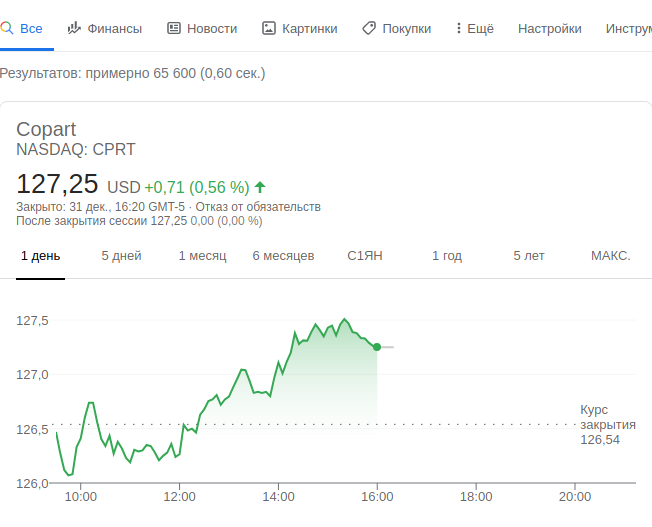 Все Финансы Новости Картинки Покупки Ещё Настройки Инструм
Результатов: примерно 65 600 (0,60 сек.)
Copart
NASDAQ: CPRT
127,25 USD +0,71 (0,56 %)
Закрыто: 31 дек., 16:20 GMT-5 · Отказ от обязательств
После закрытия сессии 127,25 0,00 (0,00 %)
1 день 5 дней 1 месяц 6 месяцев С1ЯН 1 год 5 лет МАКС.
127,5
127,0
126,5
126,0
Курс
закрытия
126,54
10:00 12:00 14:00 16:00 18:00 20:00